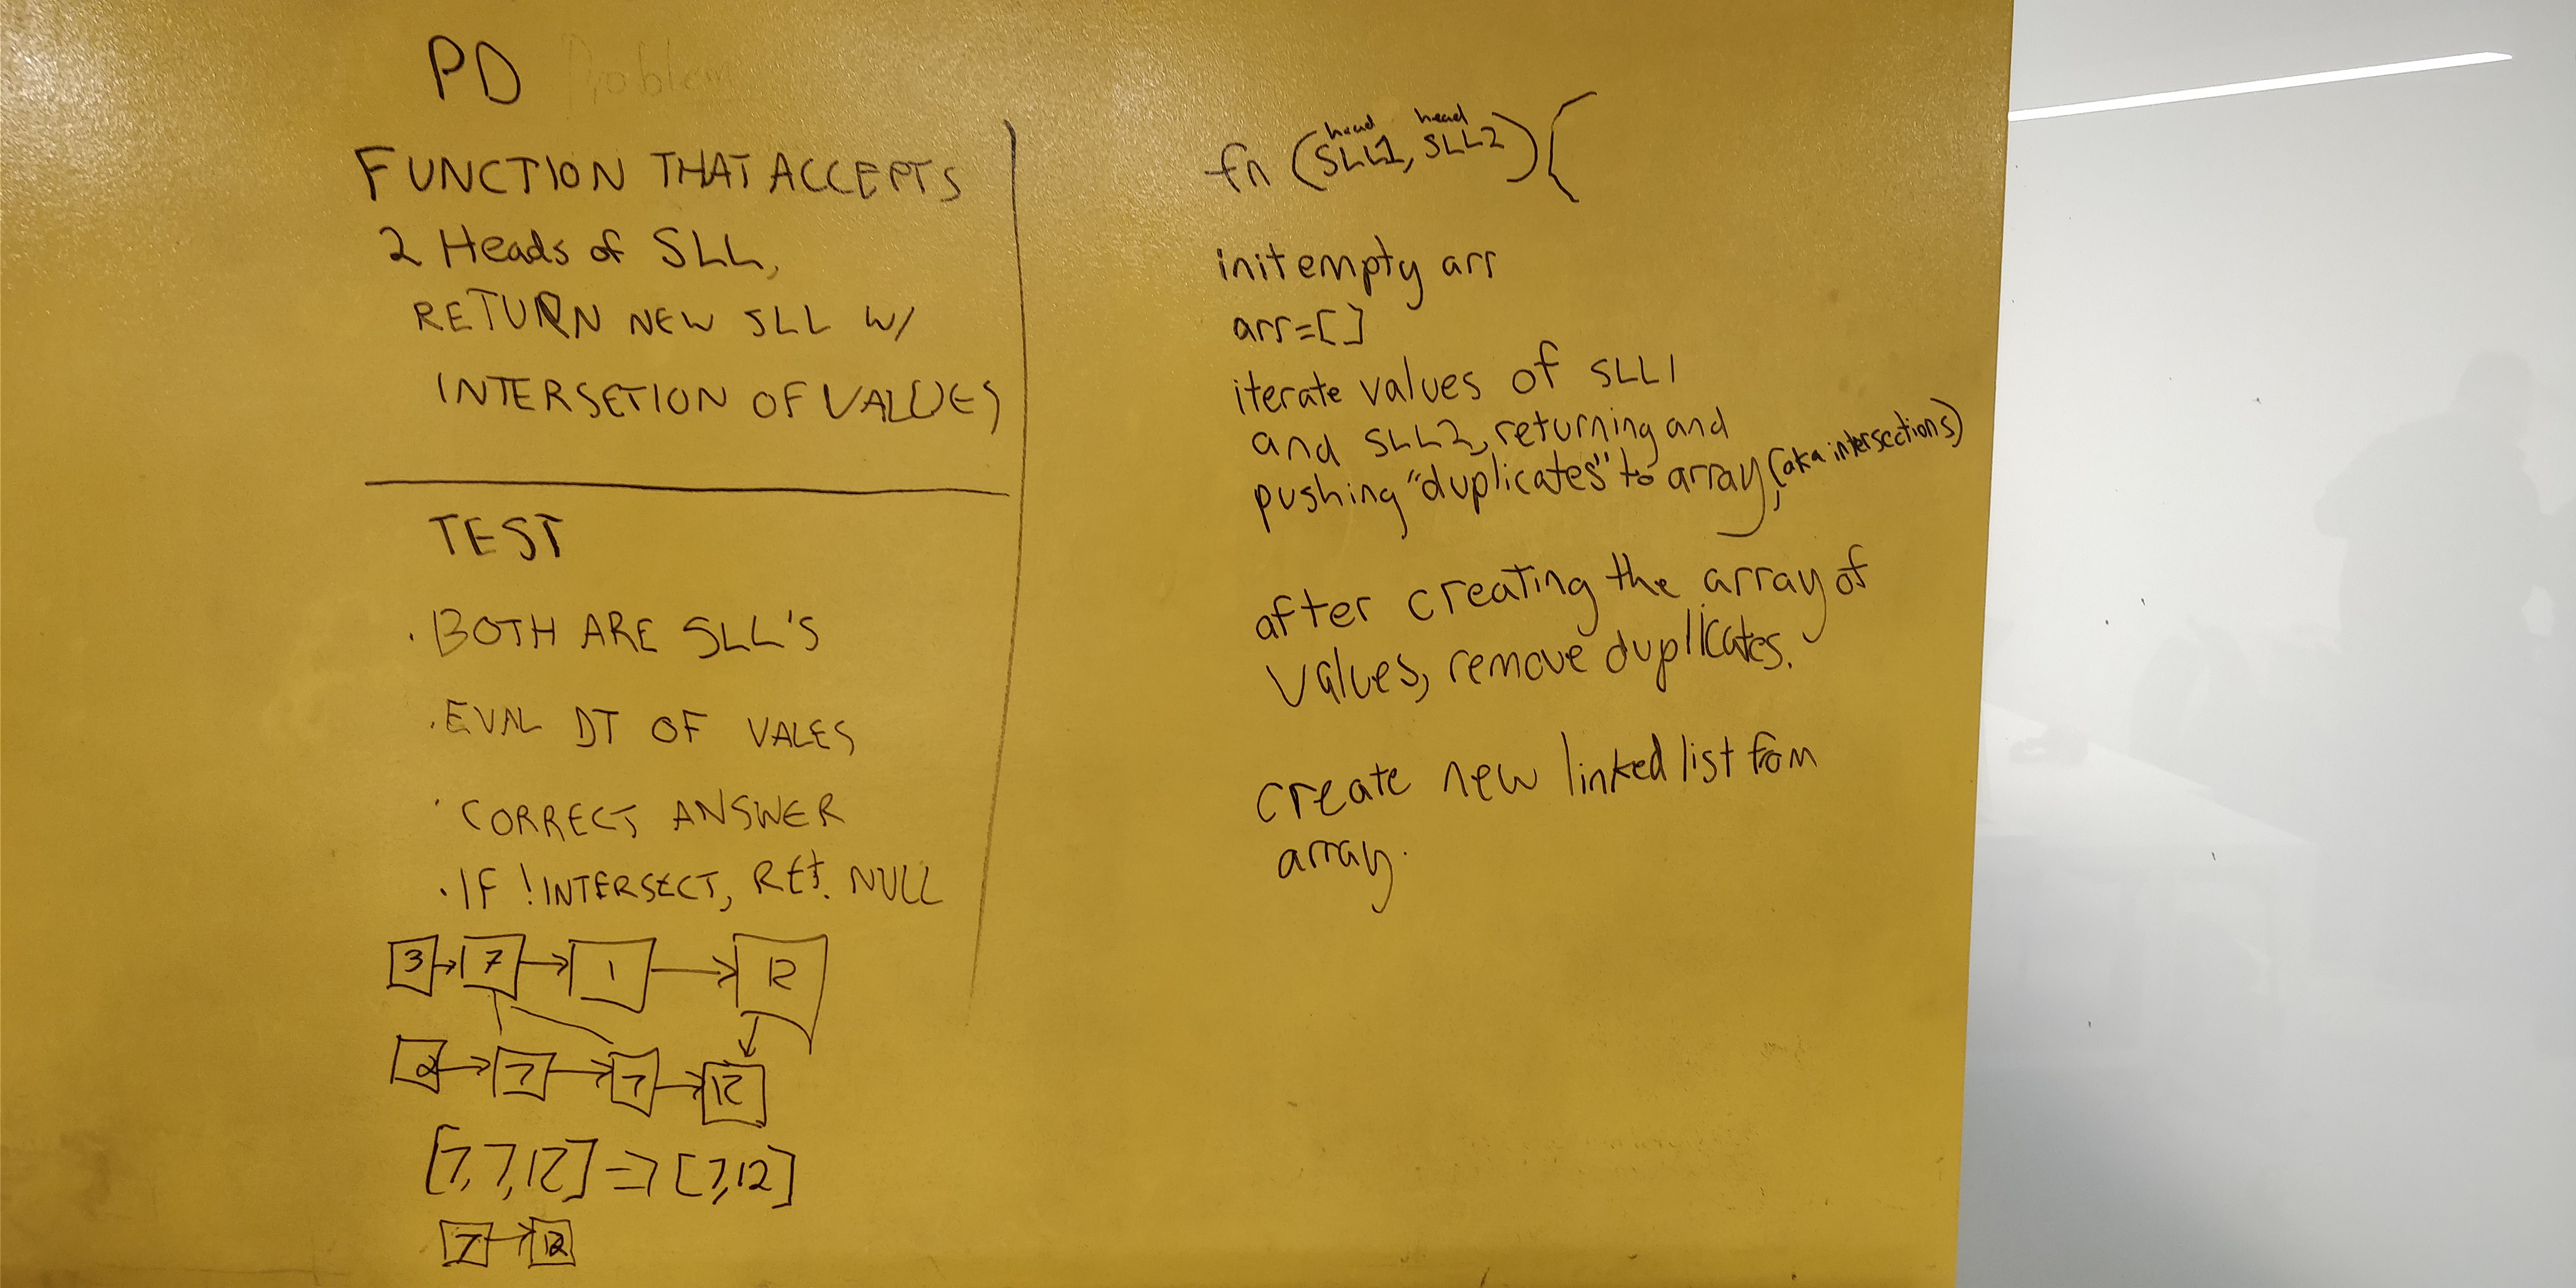 PD Problem
FUNCTION THAT ACCEPTS
2 Heads of SLL,
RETURN NEW SLL W/
INTERSETION OF VALUES
TEST
· BOTH ARE SLL'S
· EVAL DT OF VALES
· CORRECT ANSWER
· IF !INTERSECT, RET. NULL
3 → 7 → 1 → 12
2 → 7 → 7 → 12
[7, 7, 12] => [7, 12]
7 → 12
head head
fn (SLL1, SLL2) {
init empty arr
arr=[]
iterate values of SLL1
and SLL2, returning and
pushing "duplicates" to array, (aka intersections)
after creating the array of
values, remove duplicates.
create new linked list from
array.